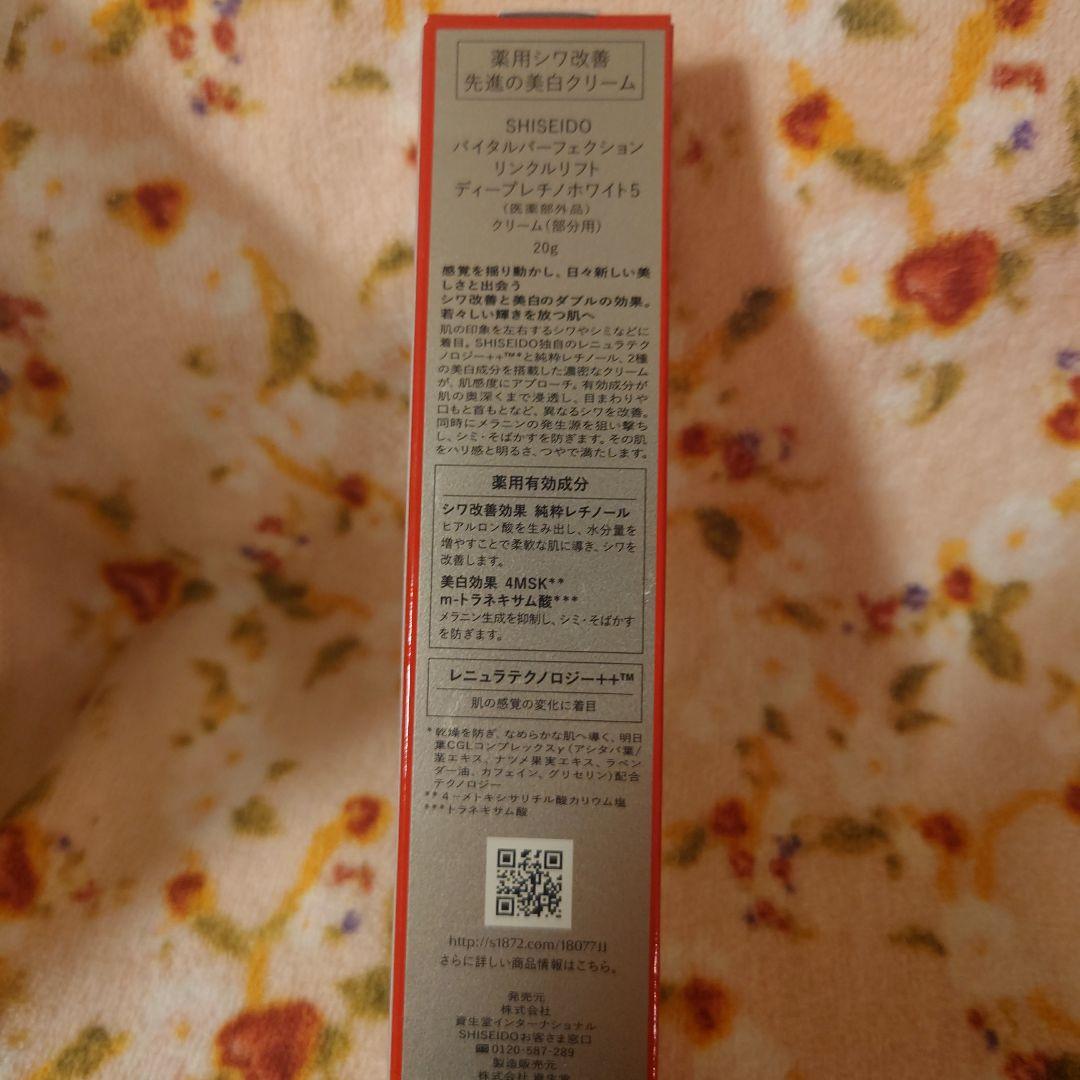 薬用シワ改善
先進の美白クリーム
SHISEIDO
バイタルパーフェクション
リンクルリフト
ディープレチノホワイト5
(医薬部外品)
クリーム(部分用)
20g
感覚を揺り動かし、日々新しい美
しさと出会う
シワ改善と美白のダブルの効果。
若々しい輝きを放つ肌へ
肌の印象を左右するシワやシミなどに
着目。SHISEIDO独自のレニュラテク
ノロジー++™*と純粋レチノール、2種
の美白成分を搭載した濃密なクリーム
が、肌感度にアプローチ。有効成分が
肌の奥深くまで浸透し、目まわりや
口もと首もとなど、異なるシワを改善。
同時にメラニンの発生源を狙い撃ち
し、シミ・そばかすを防ぎます。その肌
をハリ感と明るさ、つやで満たします。
薬用有効成分
シワ改善効果 純粋レチノール
ヒアルロン酸を生み出し、水分量を
増やすことで柔軟な肌に導き、シワを
改善します。
美白効果 4MSK**
m-トラネキサム酸***
メラニン生成を抑制し、シミ・そばかす
を防ぎます。
レニュラテクノロジー++™
肌の感覚の変化に着目
*乾燥を防ぎ、なめらかな肌へ導く、明日
葉CGLコンプレックスγ(アシタバ葉/
茎エキス、ナツメ果実エキス、ラベン
ダー油、カフェイン、グリセリン)配合
テクノロジー
**4-メトキシサリチル酸カリウム塩
***トラネキサム酸
http://s1872.com/18077JJ
さらに詳しい商品情報はこちら。
発売元
株式会社
資生堂インターナショナル
SHISEIDOお客さま窓口
0120-587-289
製造販売元
株式会社 資生堂